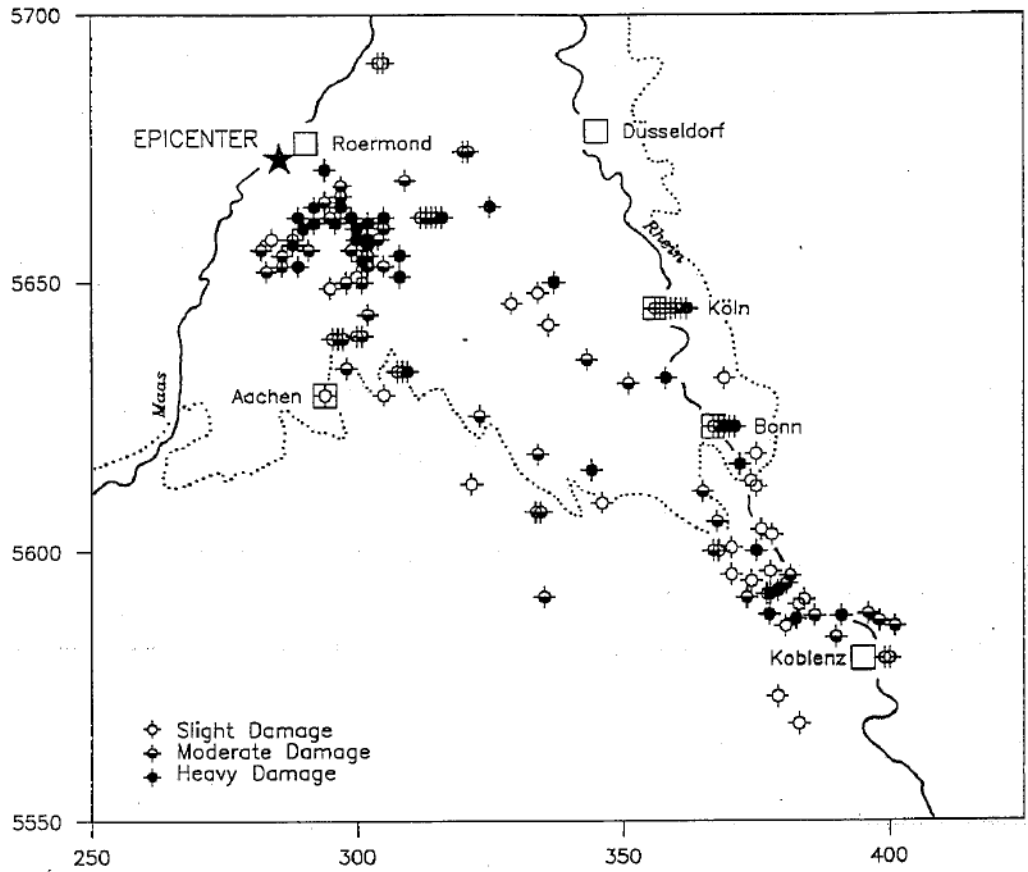 5700
EPICENTER
Roermond
Dusseldorf
Rhein
5650
Köln
Maas
Aachen
Bonn
5600
Koblenz
Slight Damage
Moderate Damage
Heavy Damage
5550
250
300
350
400